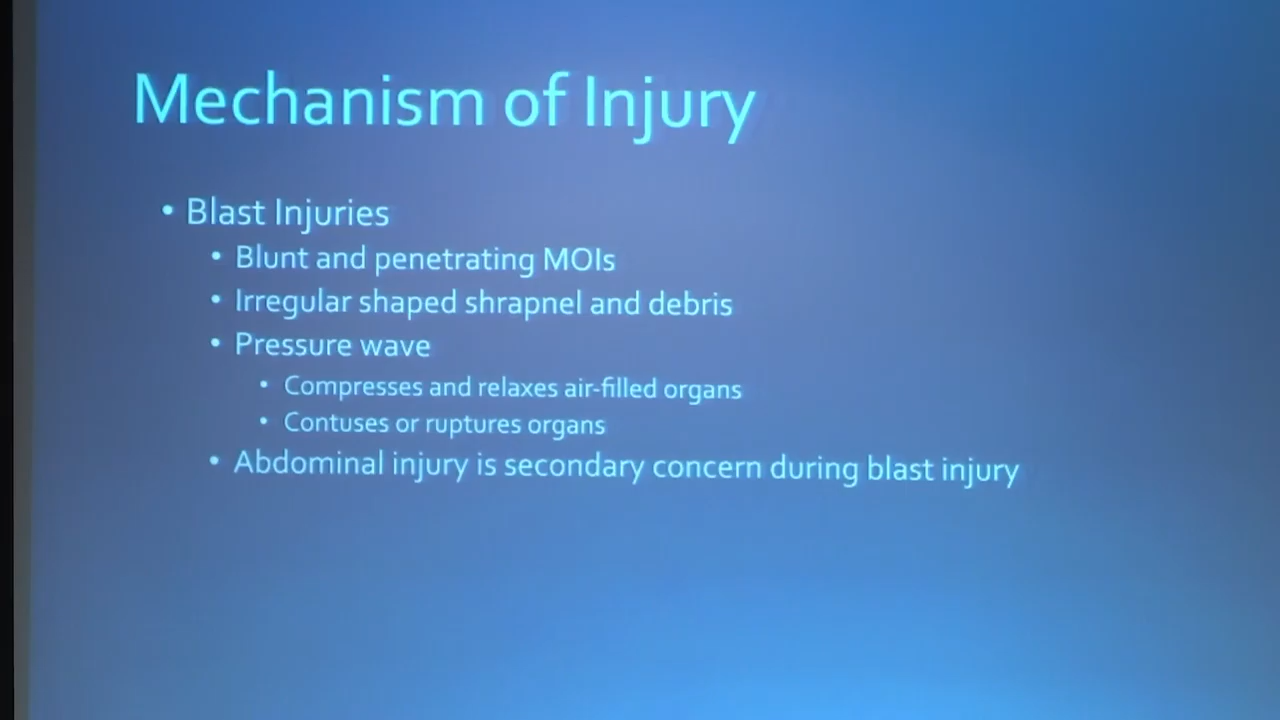 Mechanism of Injury
• Blast Injuries
• Blunt and penetrating MOIs
• Irregular shaped shrapnel and debris
• Pressure wave
• Compresses and relaxes air-filled organs
• Contuses or ruptures organs
• Abdominal injury is secondary concern during blast injury